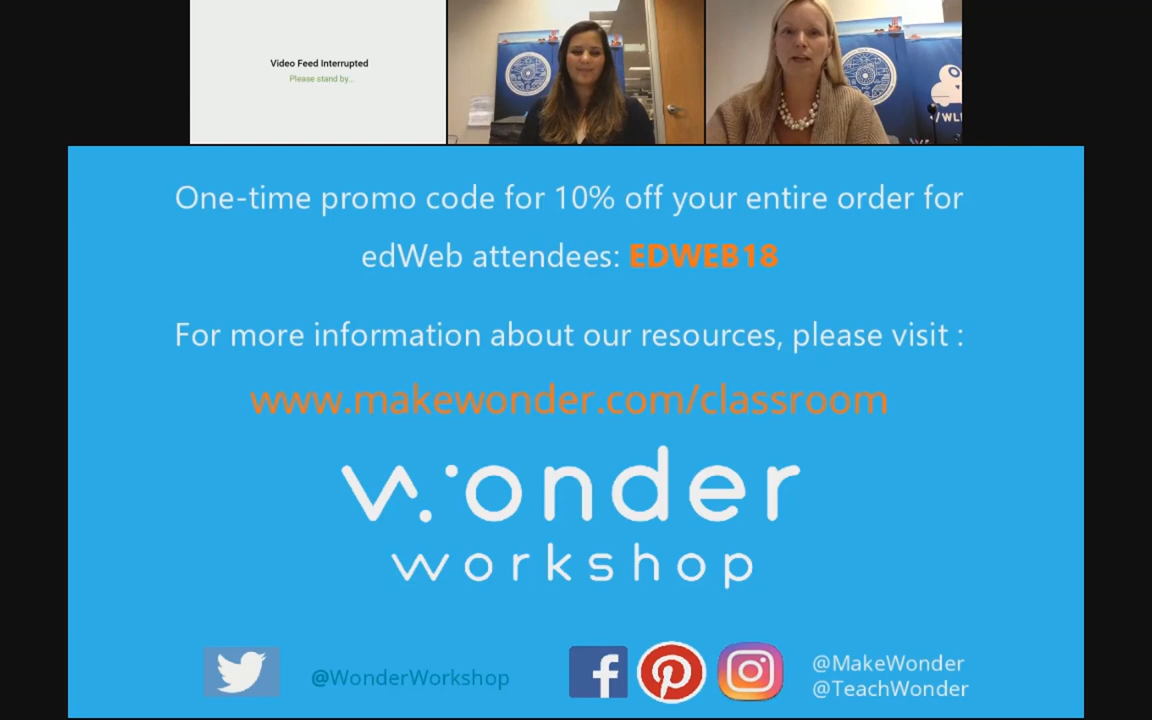 Video Feed Interrupted
Please stand by...
One-time promo code for 10% off your entire order for
edWeb attendees: EDWEB18
For more information about our resources, please visit :
www.makewonder.com/classroom
wonder
workshop
@WonderWorkshop
@MakeWonder
@TeachWonder